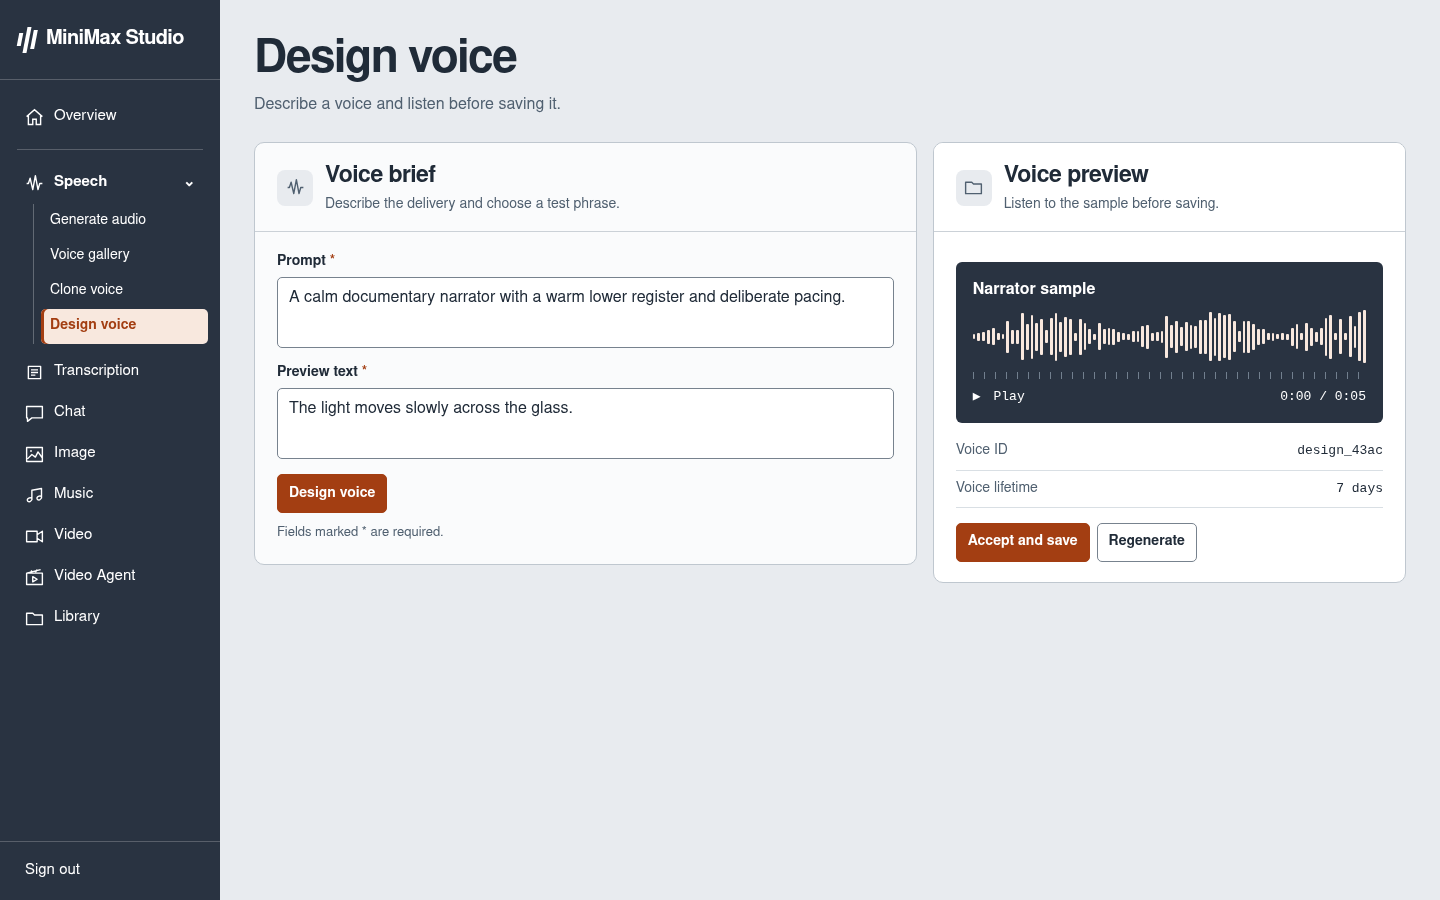 MiniMax Studio
Overview
Speech
Generate audio
Voice gallery
Clone voice
Design voice
Transcription
Chat
Image
Music
Video
Video Agent
Library
Sign out
Design voice
Describe a voice and listen before saving it.
Voice brief
Describe the delivery and choose a test phrase.
Prompt *
A calm documentary narrator with a warm lower register and deliberate pacing.
Preview text *
The light moves slowly across the glass.
Design voice
Fields marked * are required.
Voice preview
Listen to the sample before saving.
Narrator sample
▶ Play 0:00 / 0:05
Voice ID design_43ac
Voice lifetime 7 days
Accept and save Regenerate